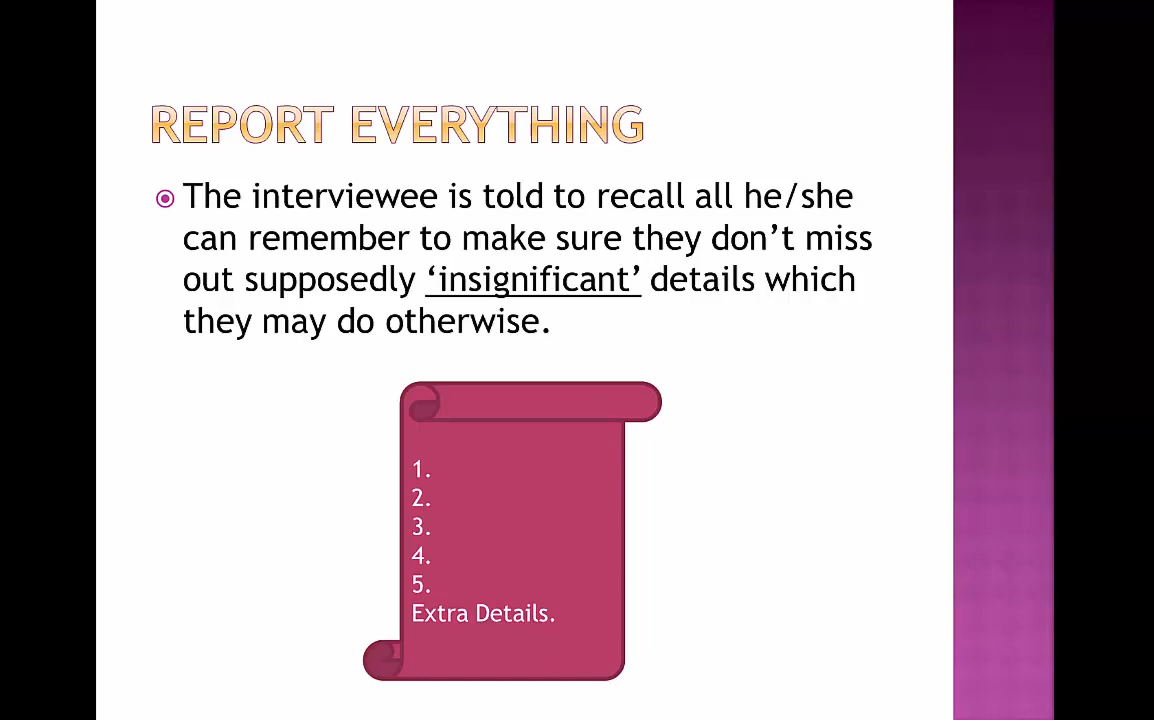 REPORT EVERYTHING
The interviewee is told to recall all he/she
can remember to make sure they don’t miss
out supposedly ‘insignificant’ details which
they may do otherwise.
1.
2.
3.
4.
5.
Extra Details.